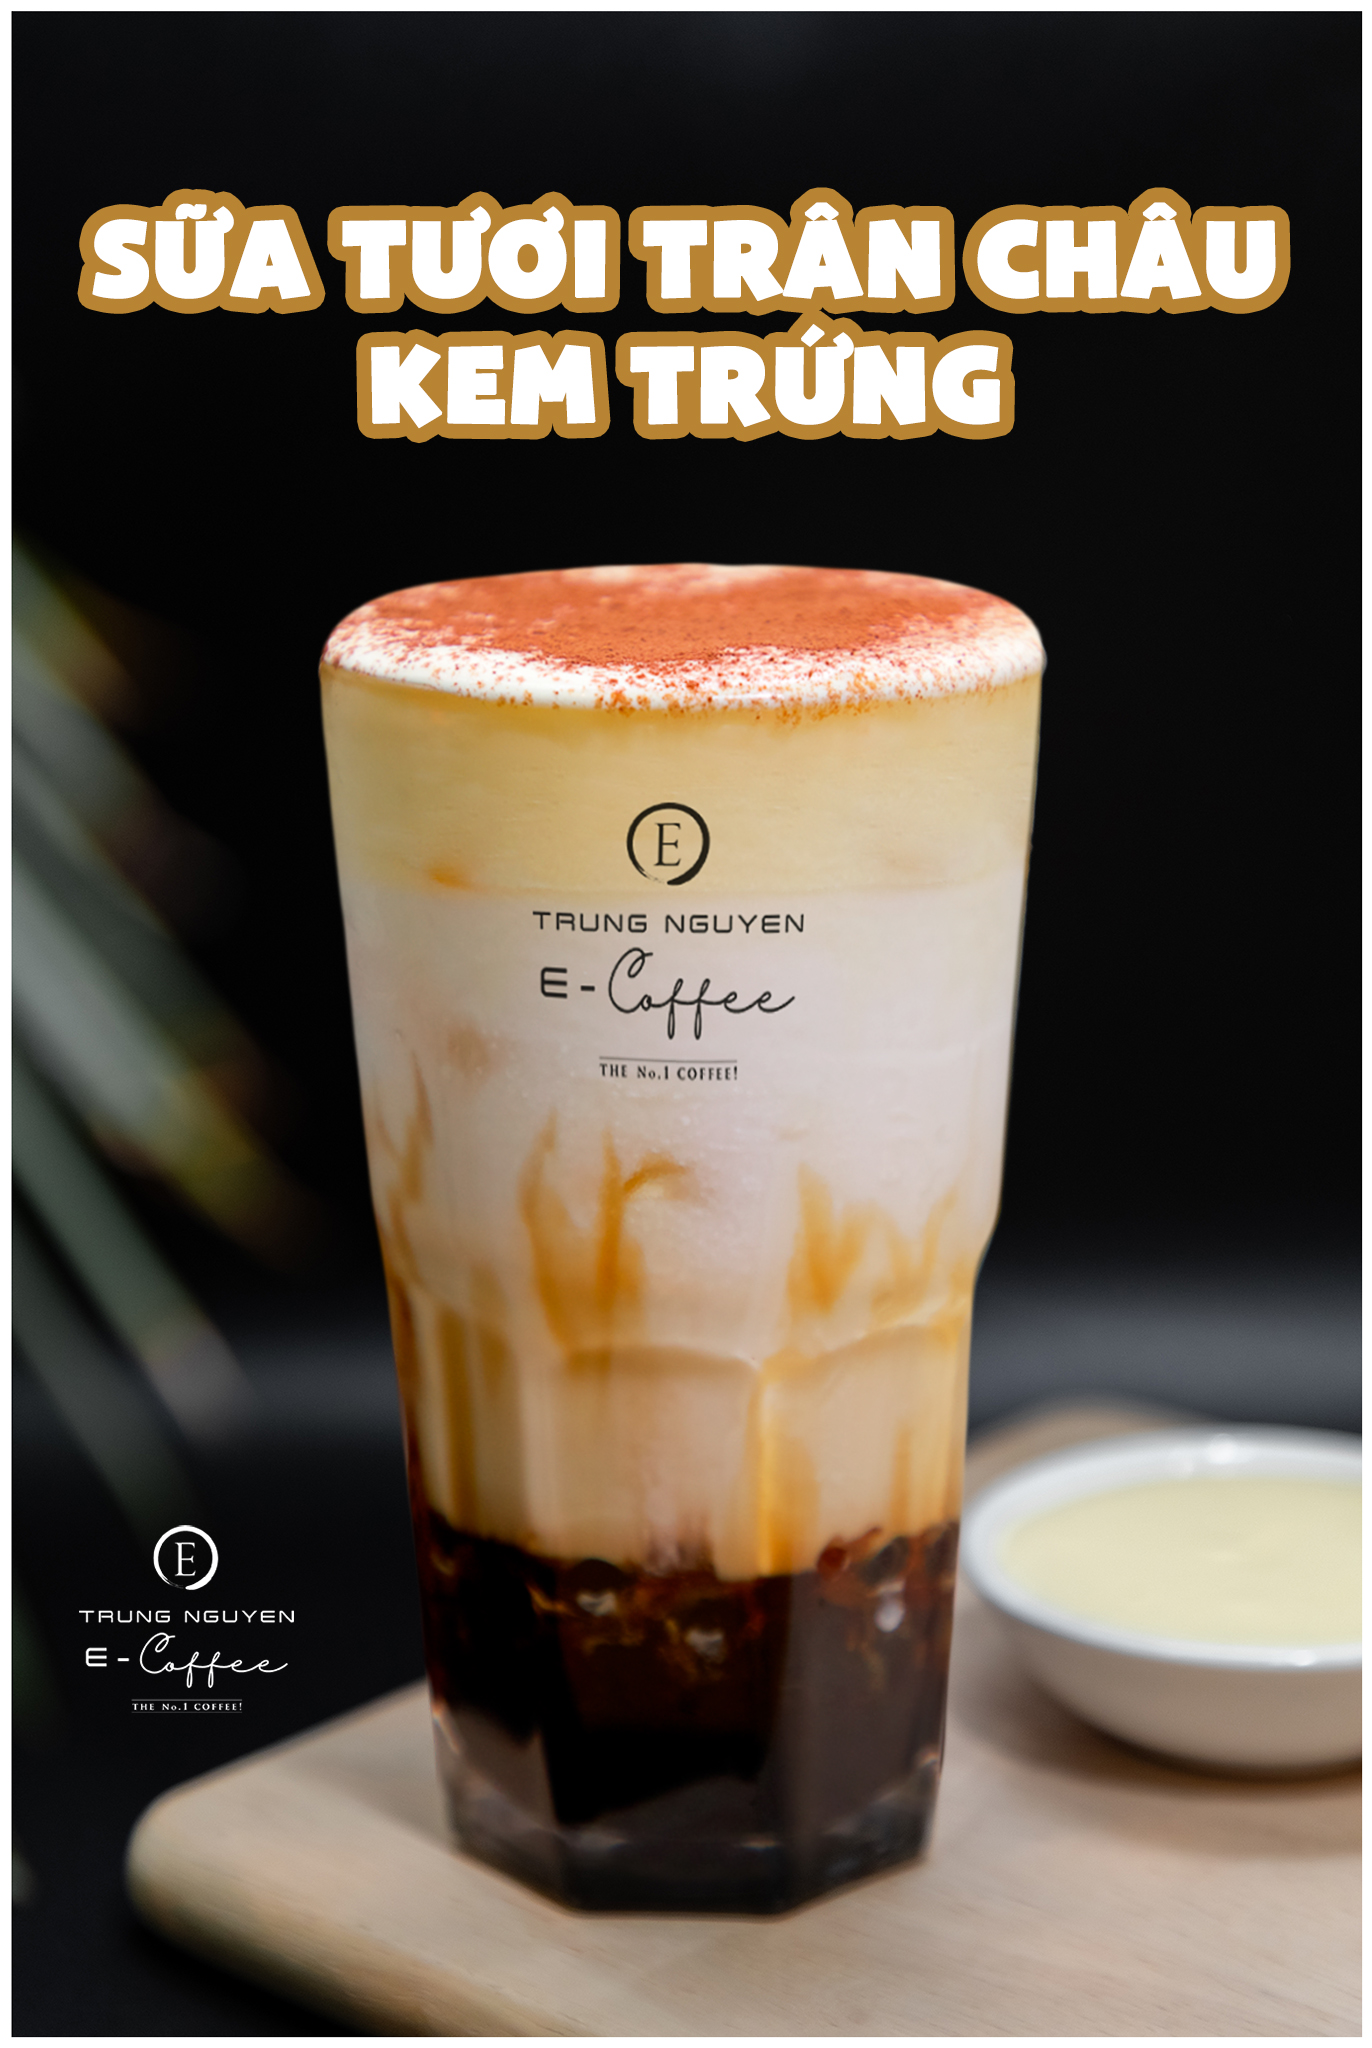 SỮA TƯƠI TRÂN CHÂU
KEM TRỨNG
E
TRUNG NGUYEN
E - Coffee
THE No.1 COFFEE!
E
TRUNG NGUYEN
E - Coffee
THE No.1 COFFEE!